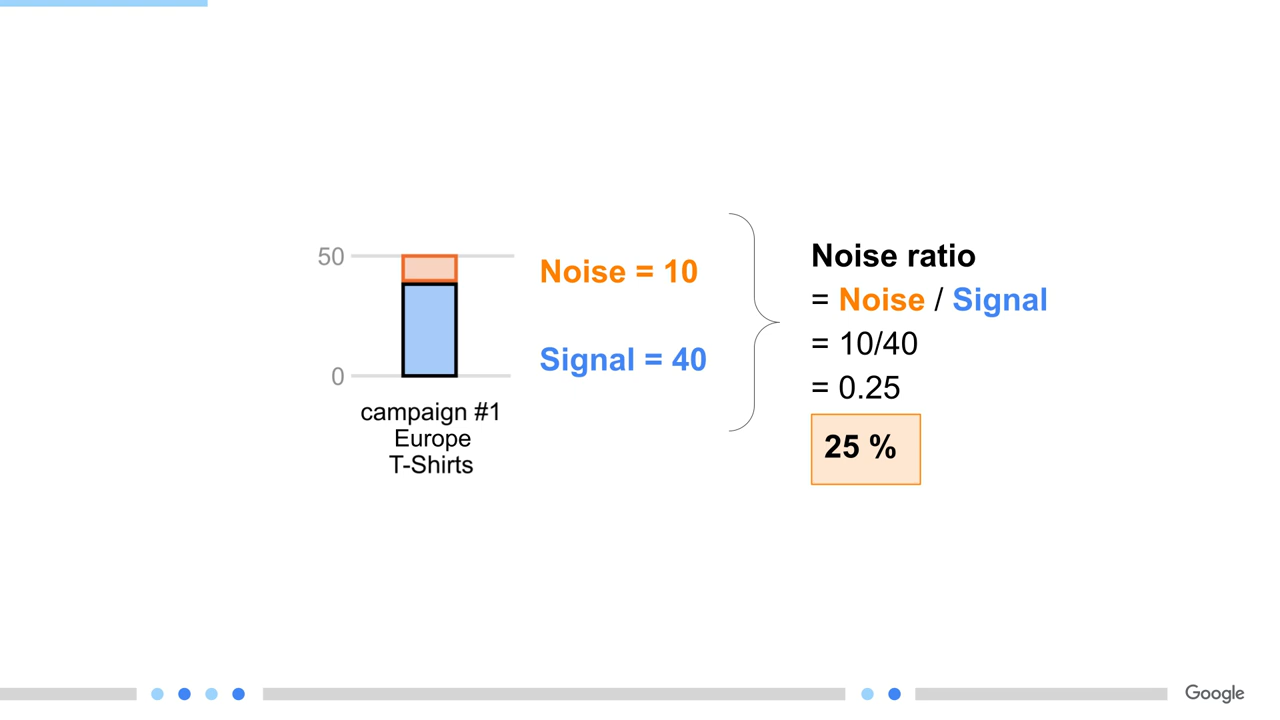 50
0
campaign #1
Europe
T-Shirts
Noise = 10
Signal = 40
Noise ratio
= Noise / Signal
= 10/40
= 0.25
25 %
Google